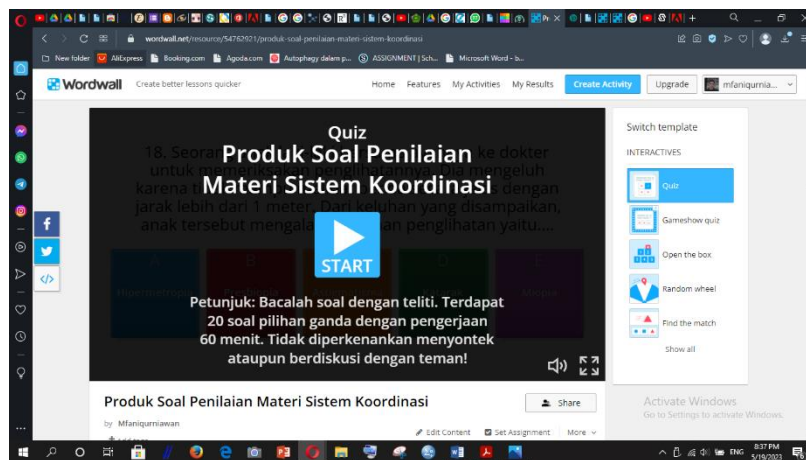 wordwall.net/resource/54762921/produk-soal-penilaian-materi-sistem-koordinasi
New folder AliExpress Booking.com Agoda.com Autophagy dalam p... ASSIGNMENT | Sch... Microsoft Word - b...
Wordwall Create better lessons quicker Home Features My Activities My Results Create Activity Upgrade mfaniqurnia...
Quiz
Produk Soal Penilaian
Materi Sistem Koordinasi
START
Petunjuk: Bacalah soal dengan teliti. Terdapat
20 soal pilihan ganda dengan pengerjaan
60 menit. Tidak diperkenankan menyontek
ataupun berdiskusi dengan teman!
Switch template
INTERACTIVES
Quiz
Gameshow quiz
Open the box
Random wheel
Find the match
Show all
Produk Soal Penilaian Materi Sistem Koordinasi
Share
by Mfaniqurniawan
Edit Content Set Assignment More
Activate Windows
Go to Settings to activate Windows.
ENG
8:37 PM
5/19/2023